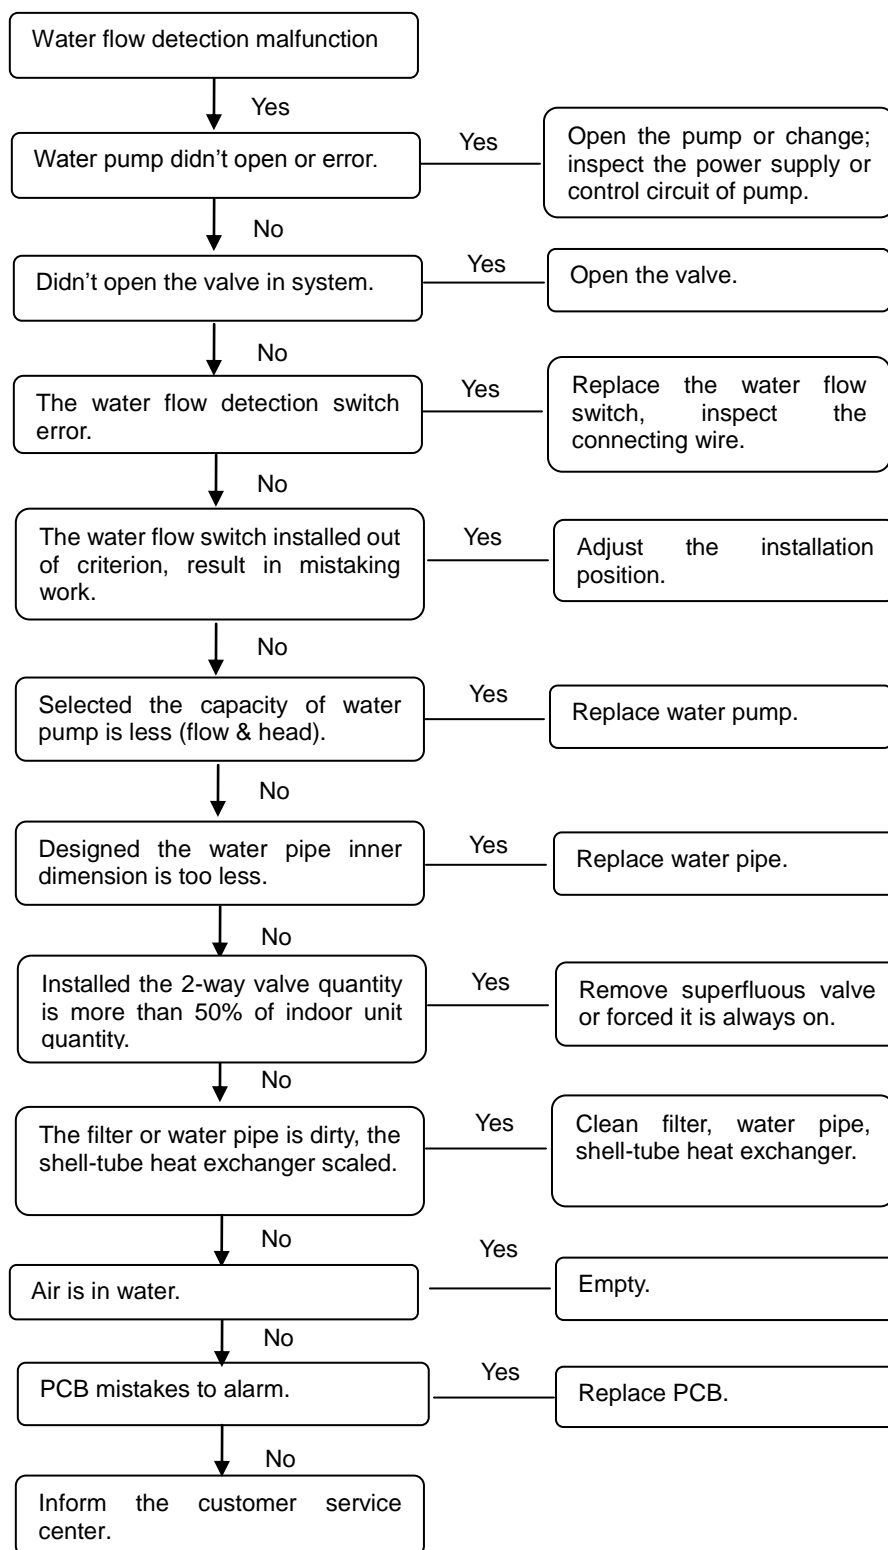 Water flow detection malfunction
Yes
Water pump didn’t open or error.
Yes
Open the pump or change;
inspect the power supply or
control circuit of pump.
No
Didn’t open the valve in system.
Yes
Open the valve.
No
The water flow detection switch
error.
Yes
Replace the water flow
switch, inspect the
connecting wire.
No
The water flow switch installed out
of criterion, result in mistaking
work.
Yes
Adjust the installation
position.
No
Selected the capacity of water
pump is less (flow & head).
Yes
Replace water pump.
No
Designed the water pipe inner
dimension is too less.
Yes
Replace water pipe.
No
Installed the 2-way valve quantity
is more than 50% of indoor unit
quantity.
Yes
Remove superfluous valve
or forced it is always on.
No
The filter or water pipe is dirty, the
shell-tube heat exchanger scaled.
Yes
Clean filter, water pipe,
shell-tube heat exchanger.
No
Air is in water.
Yes
Empty.
No
PCB mistakes to alarm.
Yes
Replace PCB.
No
Inform the customer service
center.